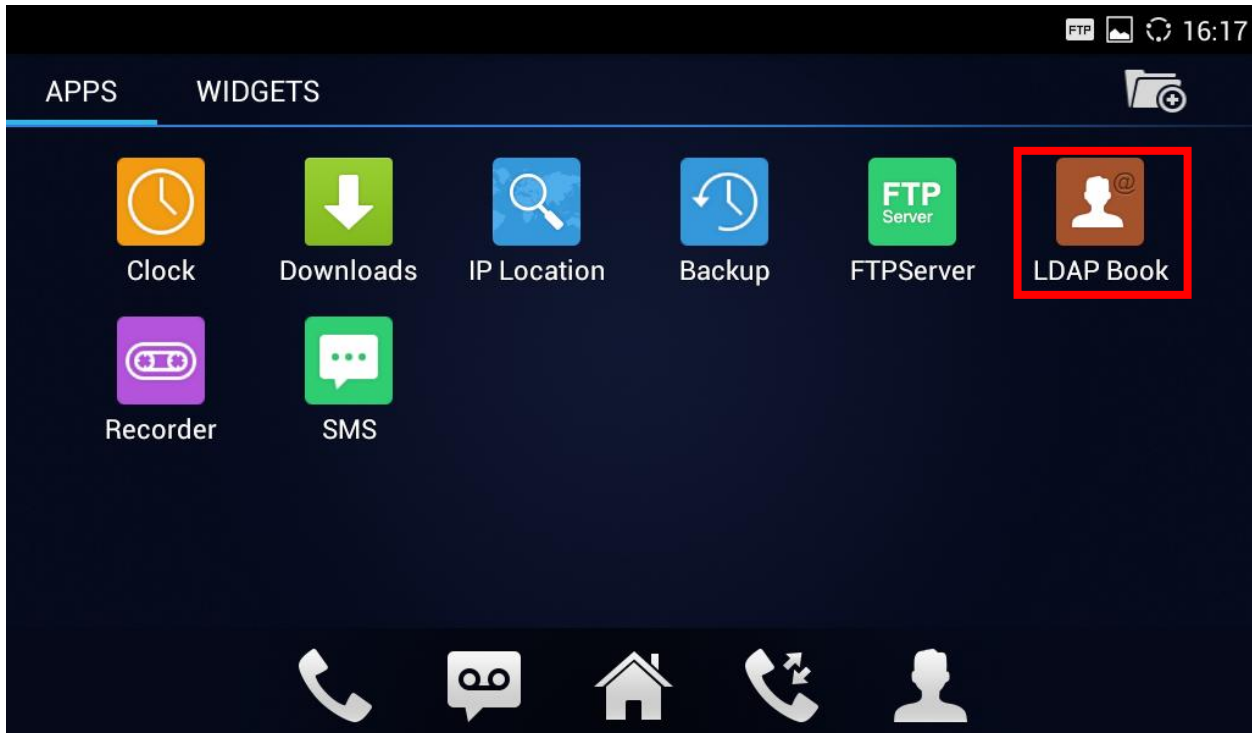 FTP 16:17
APPS WIDGETS
FTP
Server
@
Clock Downloads IP Location Backup FTPServer LDAP Book
Recorder SMS